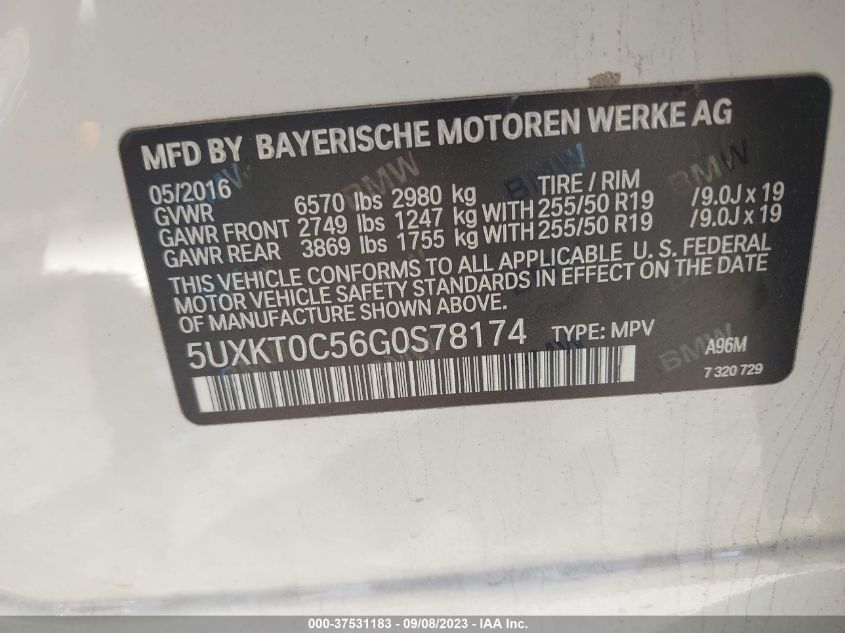 MFD BY BAYERISCHE MOTOREN WERKE AG
05/2016 TIRE / RIM
GVWR 6570 lbs 2980 kg
GAWR FRONT 2749 lbs 1247 kg WITH 255/50 R19 /9.0J x 19
GAWR REAR 3869 lbs 1755 kg WITH 255/50 R19 /9.0J x 19
THIS VEHICLE CONFORMS TO ALL APPLICABLE U. S. FEDERAL
MOTOR VEHICLE SAFETY STANDARDS IN EFFECT ON THE DATE
OF MANUFACTURE SHOWN ABOVE.
5UXKT0C56G0S78174 TYPE: MPV
A96M
7 320 729
000-37531183 - 09/08/2023 - © IAA Inc.